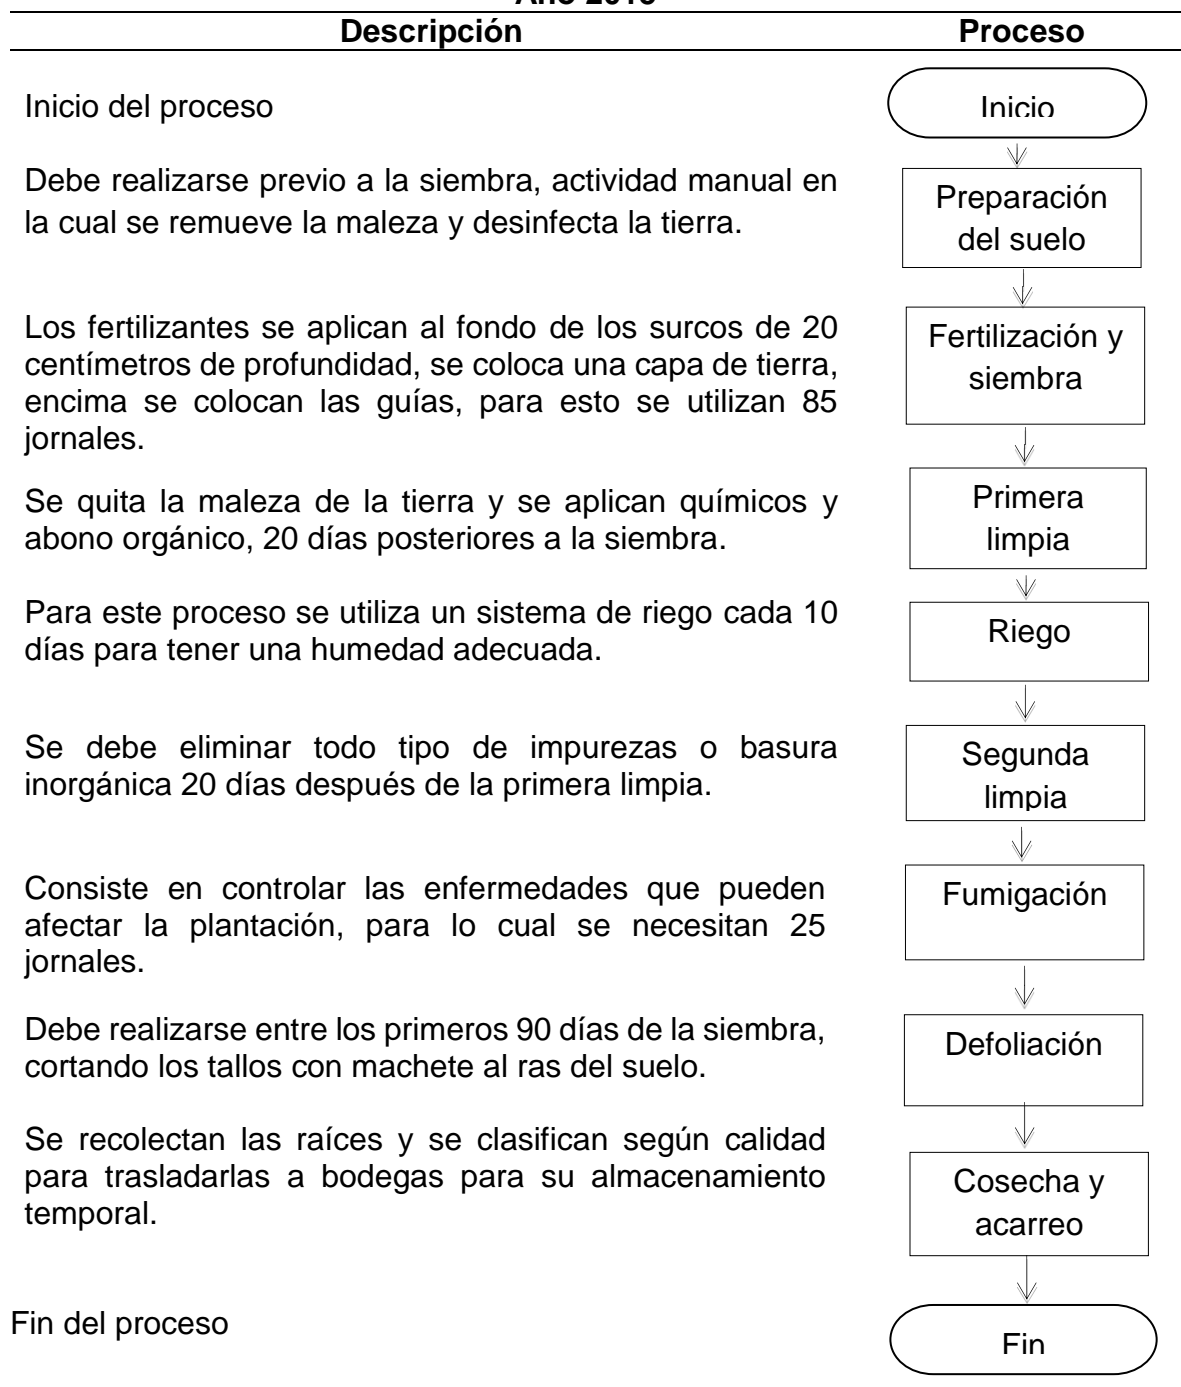 Descripción Proceso
Inicio del proceso
Inicio
Debe realizarse previo a la siembra, actividad manual en
la cual se remueve la maleza y desinfecta la tierra.
Preparación
del suelo
Los fertilizantes se aplican al fondo de los surcos de 20
centímetros de profundidad, se coloca una capa de tierra,
encima se colocan las guías, para esto se utilizan 85
jornales.
Fertilización y
siembra
Se quita la maleza de la tierra y se aplican químicos y
abono orgánico, 20 días posteriores a la siembra.
Primera
limpia
Para este proceso se utiliza un sistema de riego cada 10
días para tener una humedad adecuada.
Riego
Se debe eliminar todo tipo de impurezas o basura
inorgánica 20 días después de la primera limpia.
Segunda
limpia
Consiste en controlar las enfermedades que pueden
afectar la plantación, para lo cual se necesitan 25
jornales.
Fumigación
Debe realizarse entre los primeros 90 días de la siembra,
cortando los tallos con machete al ras del suelo.
Defoliación
Se recolectan las raíces y se clasifican según calidad
para trasladarlas a bodegas para su almacenamiento
temporal.
Cosecha y
acarreo
Fin del proceso
Fin